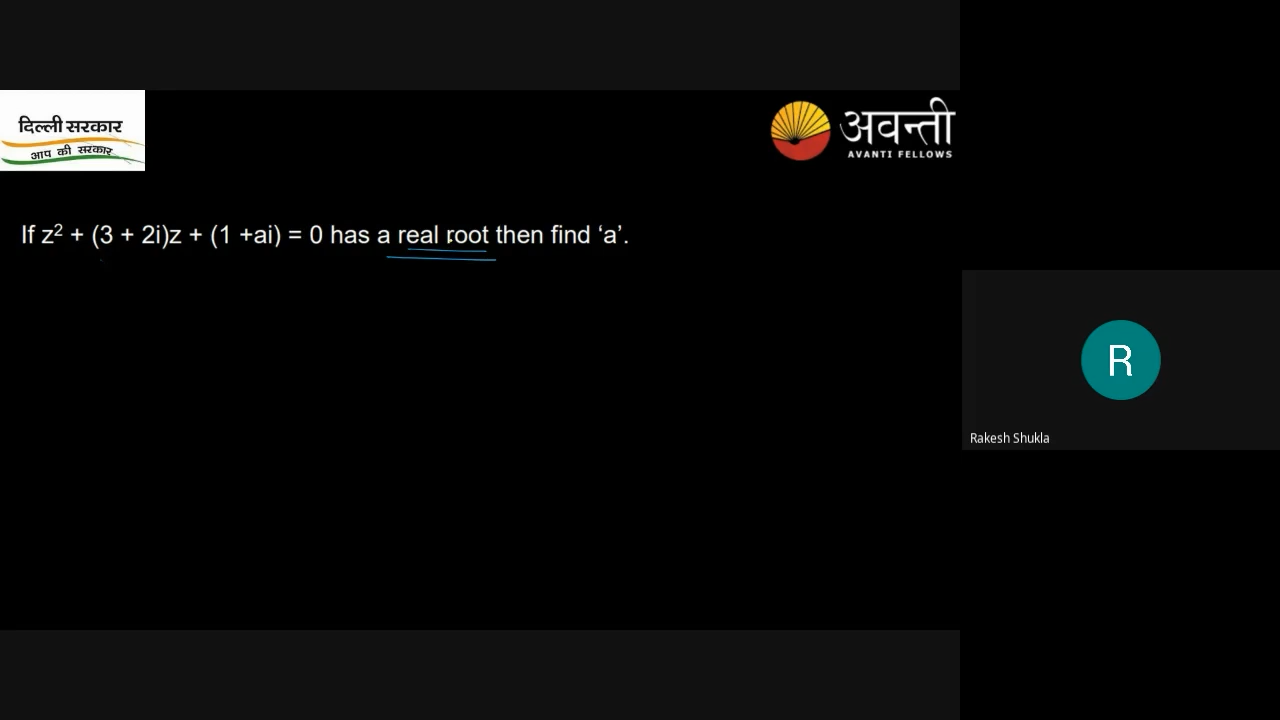 दिल्ली सरकार
आप की सरकार
अवन्ती
AVANTI FELLOWS
If z² + (3 + 2i)z + (1 +ai) = 0 has a real root then find ‘a’.
R
Rakesh Shukla